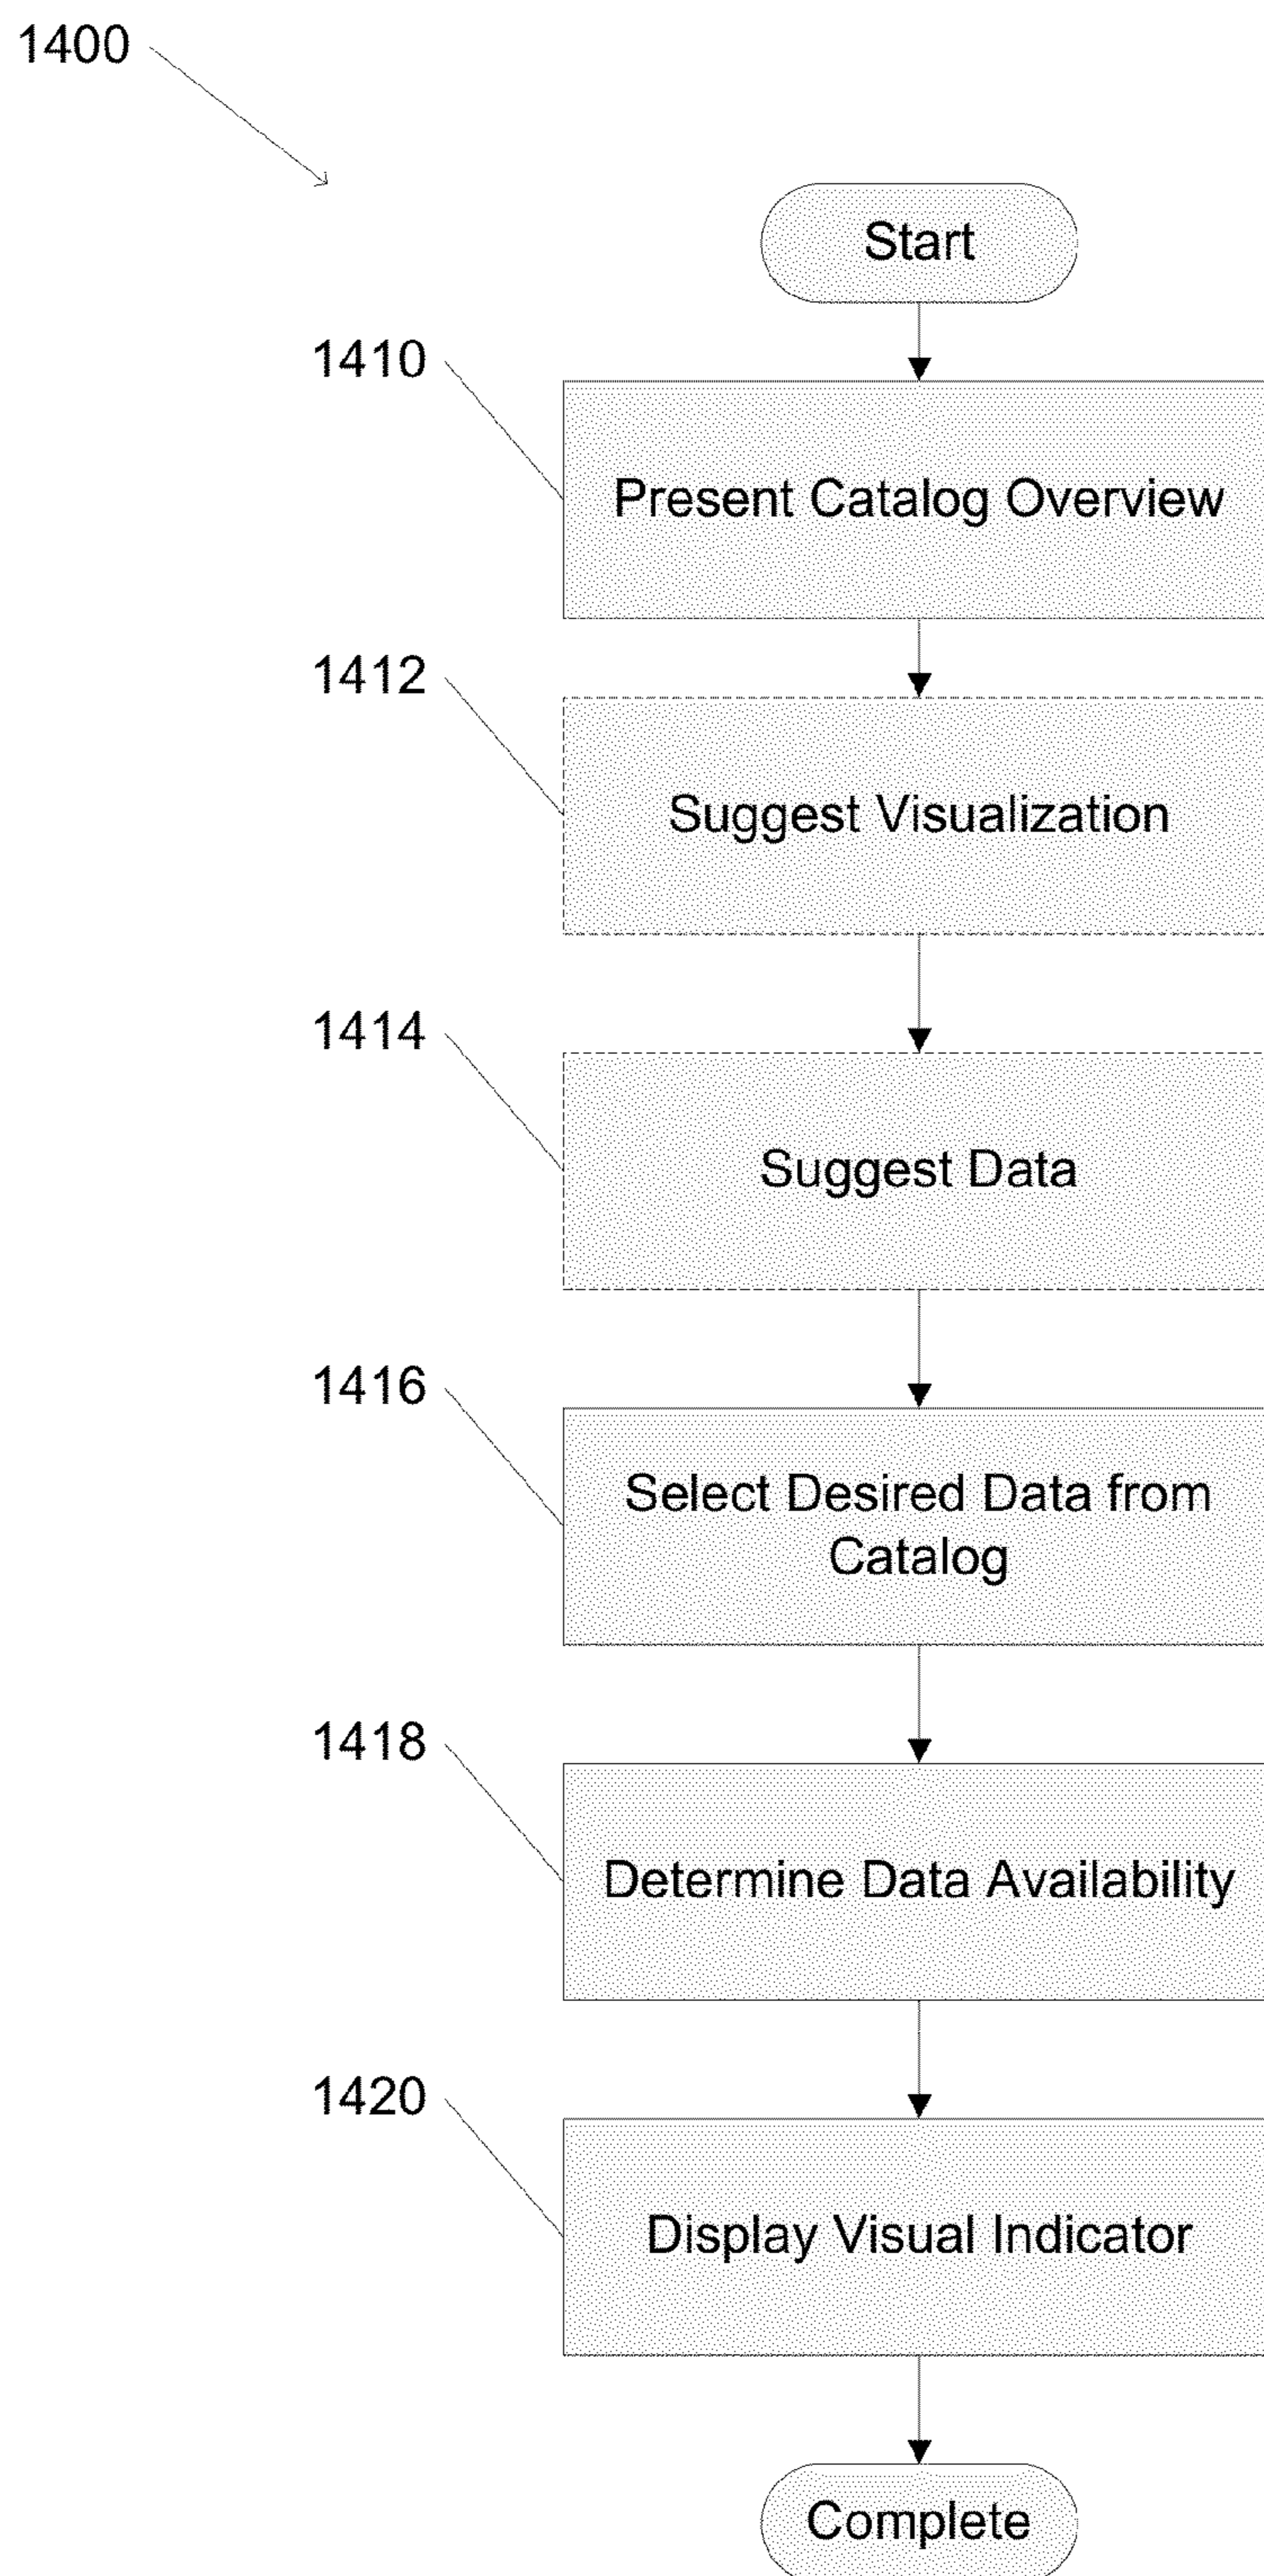 1400
Start
1410
Present Catalog Overview
1412
Suggest Visualization
1414
Suggest Data
1416
Select Desired Data from
Catalog
1418
Determine Data Availability
1420
Display Visual Indicator
Complete